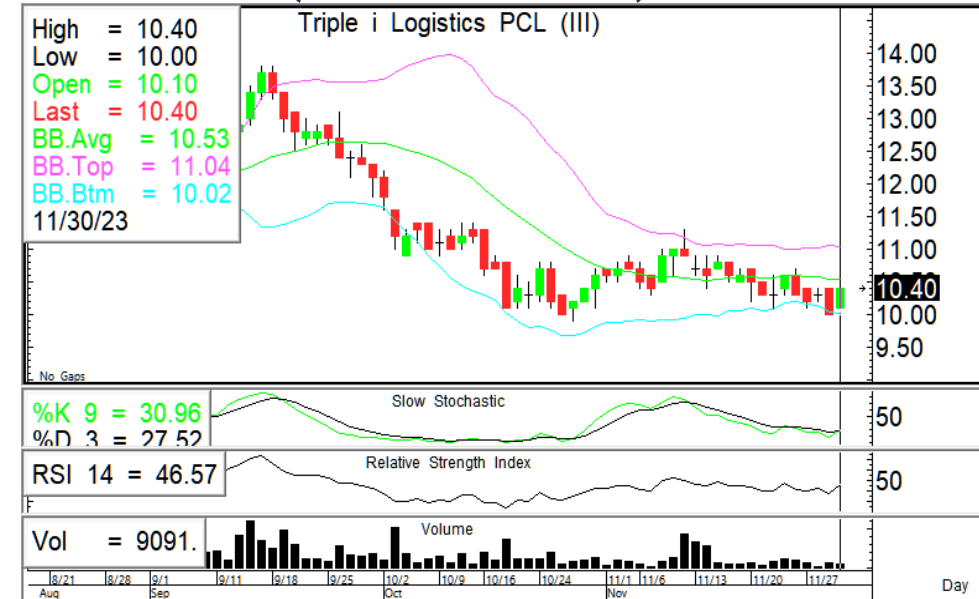 Triple i Logistics PCL (III)
High = 10.40
Low = 10.00
Open = 10.10
Last = 10.40
BB.Avg = 10.53
BB.Top = 11.04
BB.Btm = 10.02
11/30/23
14.00
13.50
13.00
12.50
12.00
11.50
11.00
10.40
10.00
9.50
No Gaps
Slow Stochastic
%K 9 = 30.96
%D 3 = 27.52
50
Relative Strength Index
RSI 14 = 46.57
50
Volume
Vol = 9091.
8/21 8/28 9/1 9/11 9/18 9/25 10/2 10/9 10/16 10/24 11/1 11/6 11/13 11/20 11/27
Aug Sep Oct Nov
Day